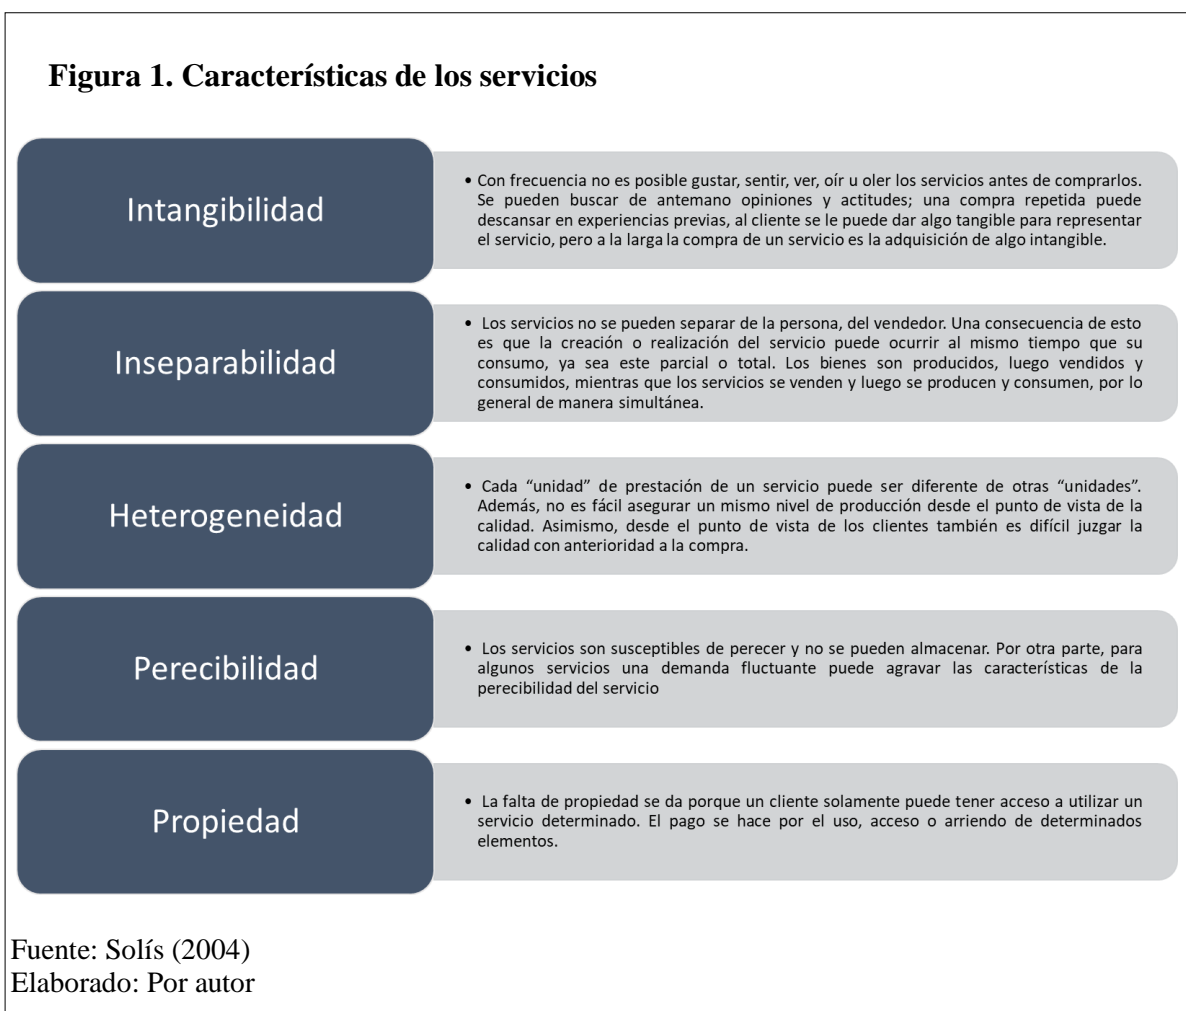 Figura 1. Características de los servicios
Intangibilidad
• Con frecuencia no es posible gustar, sentir, ver, oír u oler los servicios antes de comprarlos.
Se pueden buscar de antemano opiniones y actitudes; una compra repetida puede
descansar en experiencias previas, al cliente se le puede dar algo tangible para representar
el servicio, pero a la larga la compra de un servicio es la adquisición de algo intangible.
Inseparabilidad
• Los servicios no se pueden separar de la persona, del vendedor. Una consecuencia de esto
es que la creación o realización del servicio puede ocurrir al mismo tiempo que su
consumo, ya sea este parcial o total. Los bienes son producidos, luego vendidos y
consumidos, mientras que los servicios se venden y luego se producen y consumen, por lo
general de manera simultánea.
Heterogeneidad
• Cada “unidad” de prestación de un servicio puede ser diferente de otras “unidades”.
Además, no es fácil asegurar un mismo nivel de producción desde el punto de vista de la
calidad. Asimismo, desde el punto de vista de los clientes también es difícil juzgar la
calidad con anterioridad a la compra.
Perecibilidad
• Los servicios son susceptibles de perecer y no se pueden almacenar. Por otra parte, para
algunos servicios una demanda fluctuante puede agravar las características de la
perecibilidad del servicio
Propiedad
• La falta de propiedad se da porque un cliente solamente puede tener acceso a utilizar un
servicio determinado. El pago se hace por el uso, acceso o arriendo de determinados
elementos.
Fuente: Solís (2004)
Elaborado: Por autor